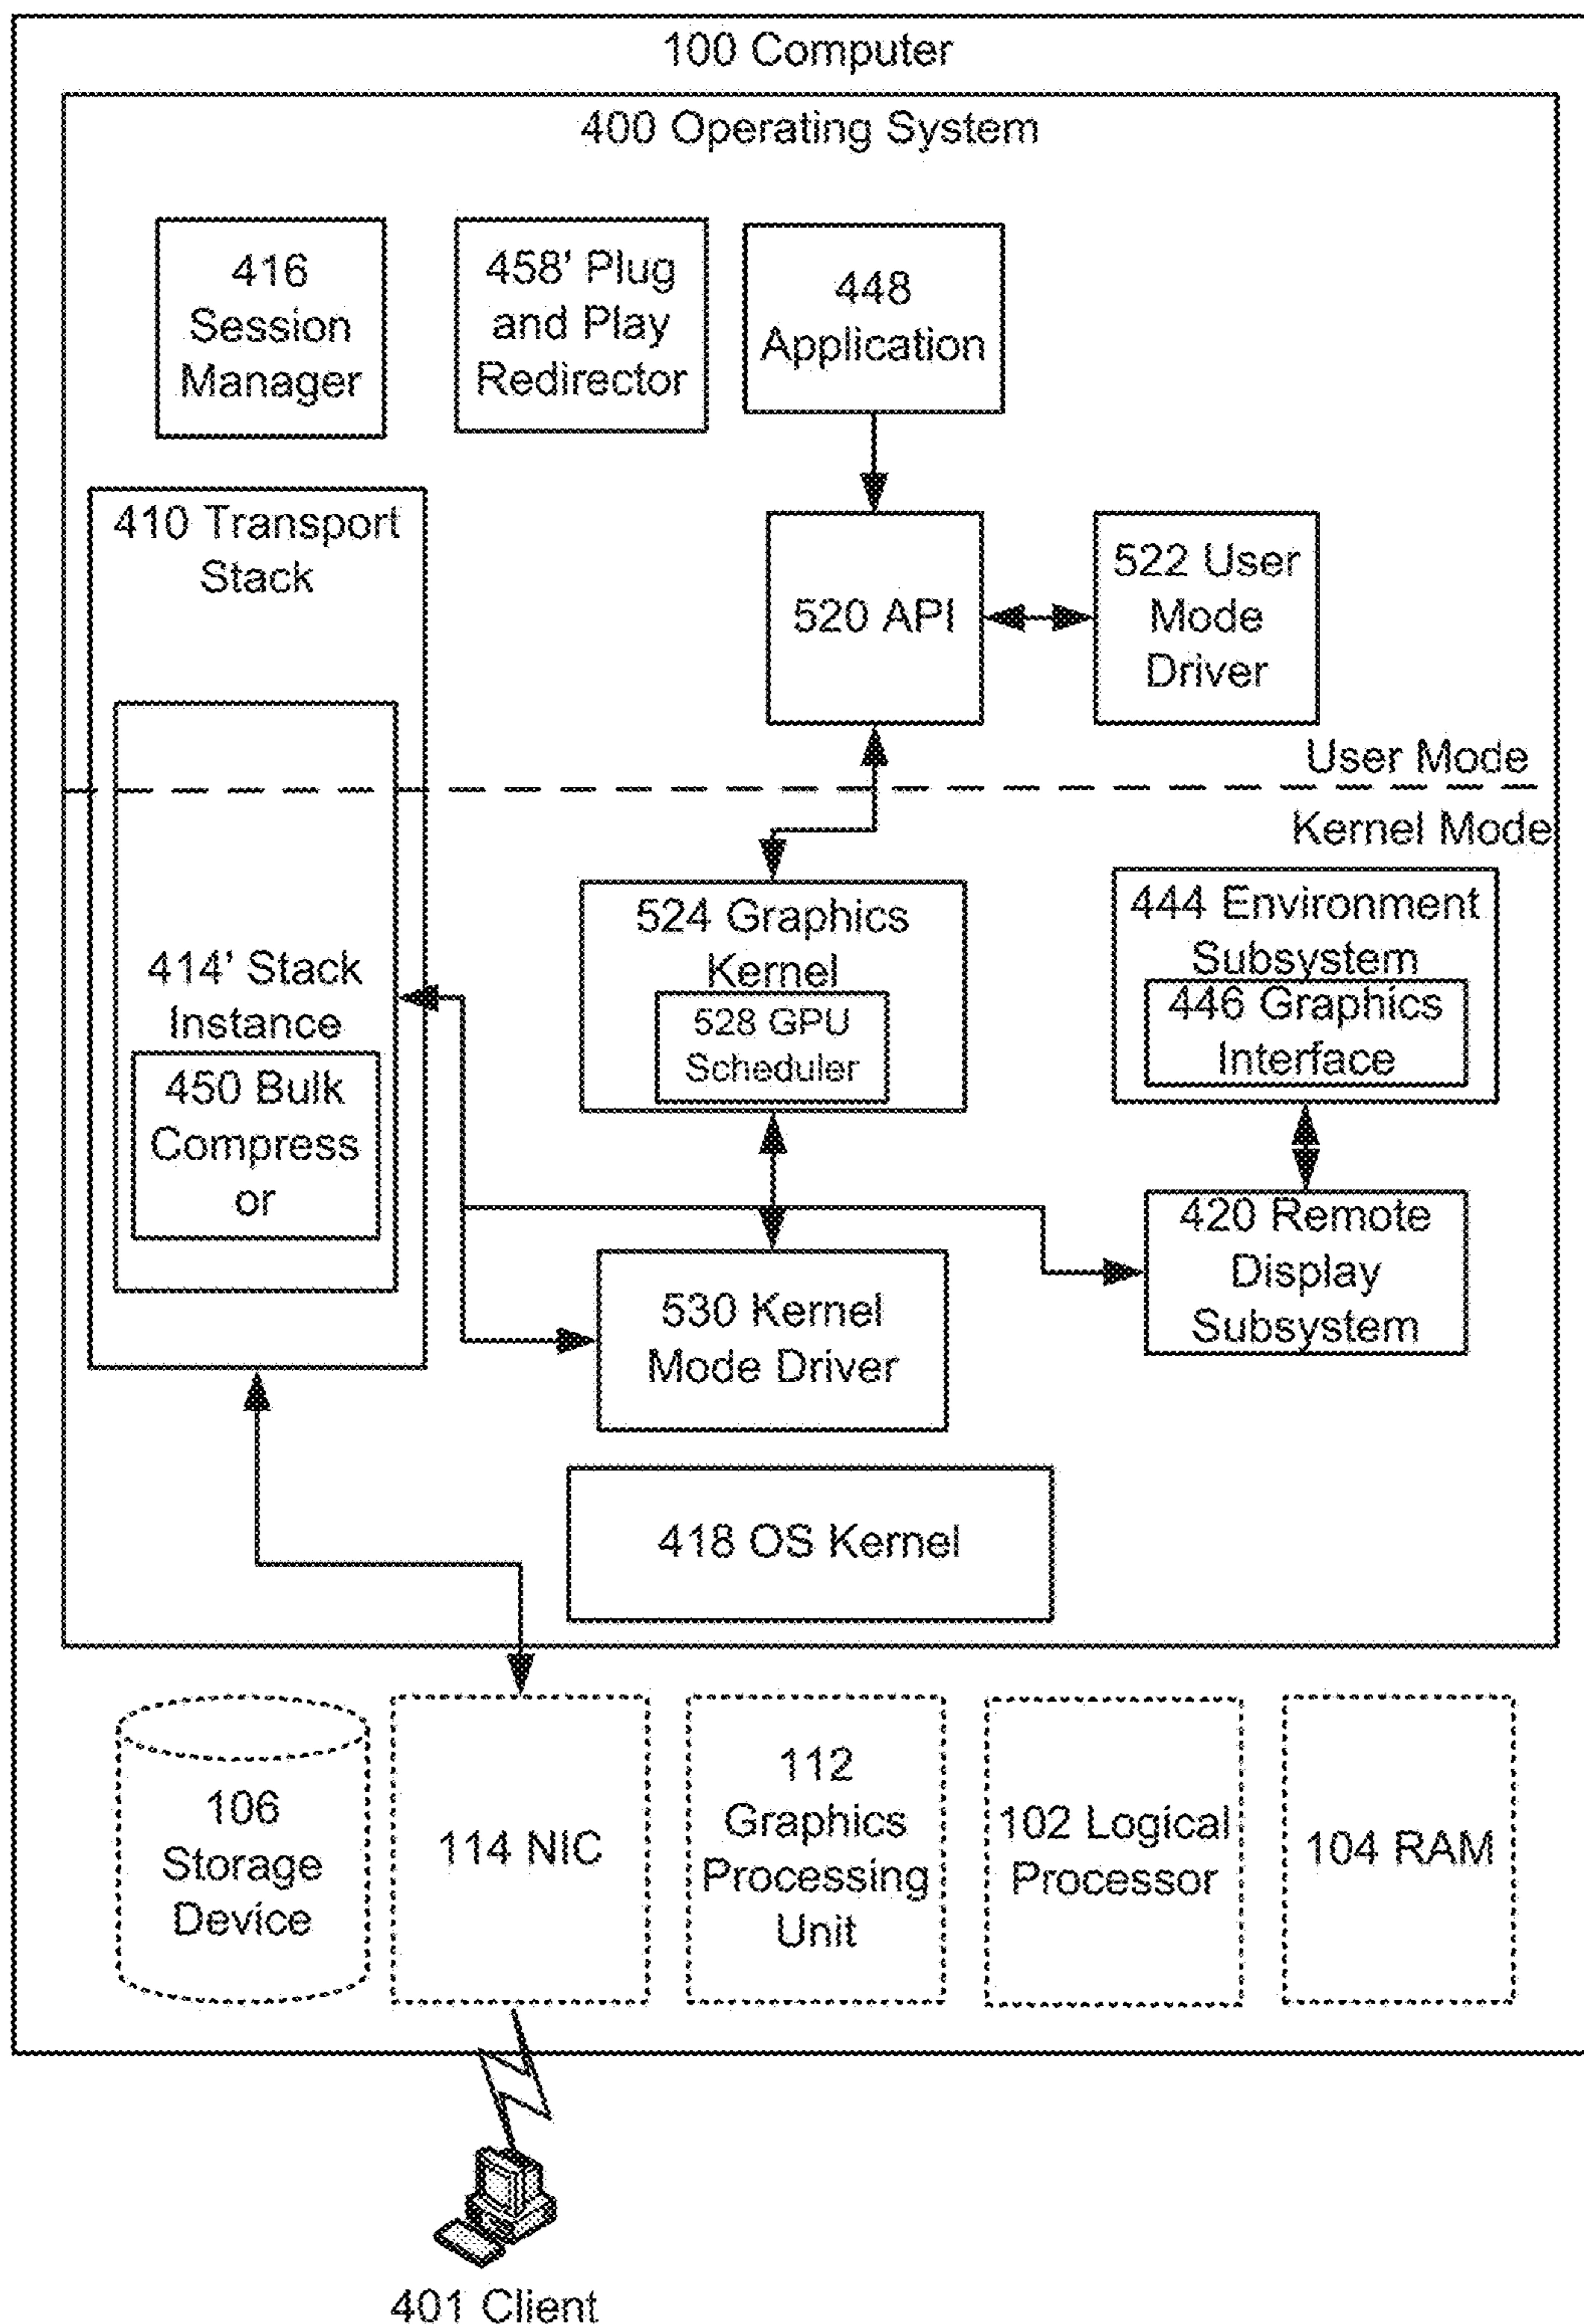 100 Computer
400 Operating System
416
Session
Manager
458' Plug
and Play
Redirector
448
Application
410 Transport
Stack
520 API
522 User
Mode
Driver
User Mode
Kernel Mode
414' Stack
Instance
450 Bulk
Compress
or
524 Graphics
Kernel
528 GPU
Scheduler
444 Environment
Subsystem
446 Graphics
Interface
420 Remote
Display
Subsystem
530 Kernel
Mode Driver
418 OS Kernel
106
Storage
Device
114 NIC
112
Graphics
Processing
Unit
102 Logical
Processor
104 RAM
401 Client